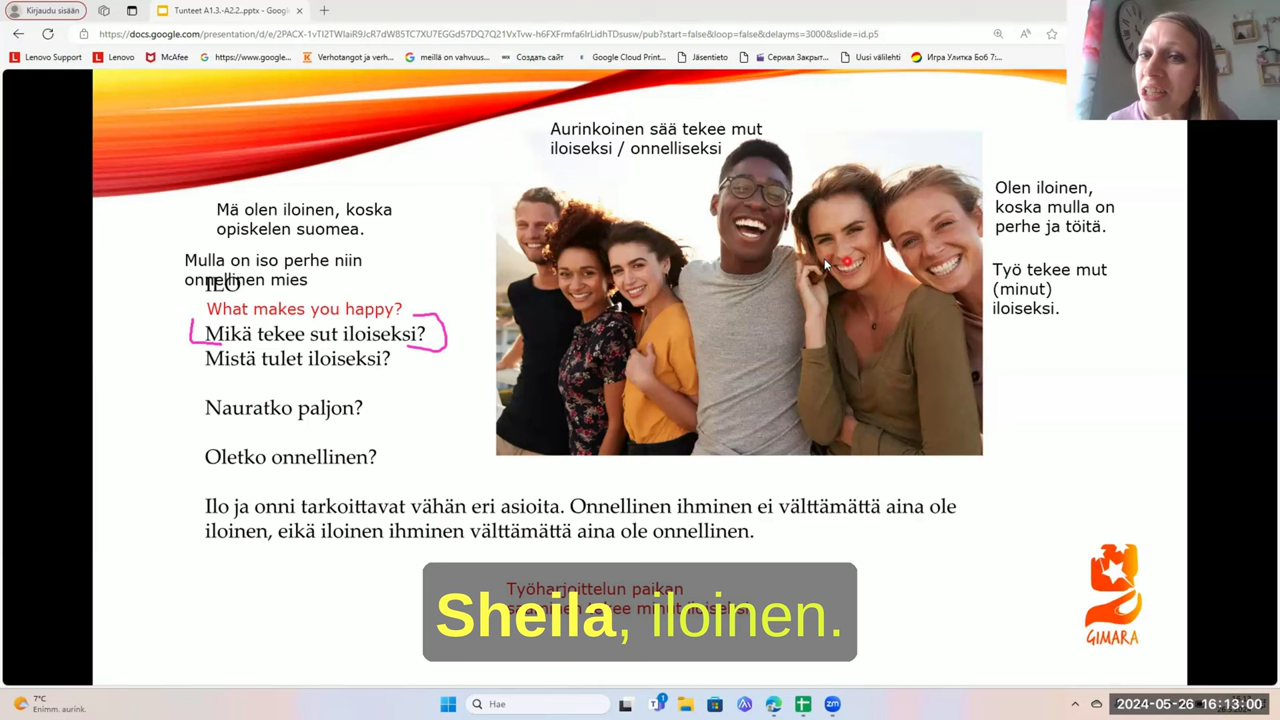 Kirjaudu sisään
Tunteet A1.3.-A2.2..pptx - Googl
https://docs.google.com/presentation/d/e/2PACX-1vTl2TWlaiR9JcR7dW85TC7XU7EGGd57DQ7Q21VxTvw-h6FXFrmfa6lrLidhTDsusw/pub?start=false&loop=false&delayms=3000&slide=id.p5
Lenovo Support
Lenovo
McAfee
https://www.google...
Verhotangot ja verh...
meillä on vahvuus...
Создать сайт
Google Cloud Print...
Jäsentieto
Сериал Закрыт...
Uusi välilehti
Игра Улитка Боб 7:...
Aurinkoinen sää tekee mut
iloiseksi / onnelliseksi
Olen iloinen,
koska mulla on
perhe ja töitä.
Työ tekee mut
(minut)
iloiseksi.
Mä olen iloinen, koska
opiskelen suomea.
Mulla on iso perhe niin
onnellinen mies
ILO
What makes you happy?
Mikä tekee sut iloiseksi?
Mistä tulet iloiseksi?
Nauratko paljon?
Oletko onnellinen?
Ilo ja onni tarkoittavat vähän eri asioita. Onnellinen ihminen ei välttämättä aina ole
iloinen, eikä iloinen ihminen välttämättä aina ole onnellinen.
Työharjoittelun paikan
tekee minut iloiseksi
Sheila, iloinen.
GIMARA
7°C
Enimm. aurink.
Hae
2024-05-26 16:13:00